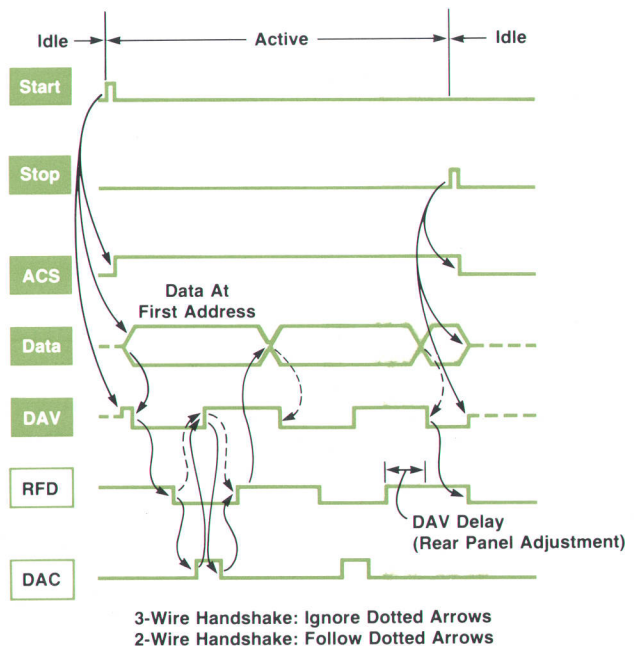 Idle
Active
Idle
Start
Stop
ACS
Data At
First Address
Data
DAV
RFD
DAV Delay
(Rear Panel Adjustment)
DAC
3-Wire Handshake: Ignore Dotted Arrows
2-Wire Handshake: Follow Dotted Arrows